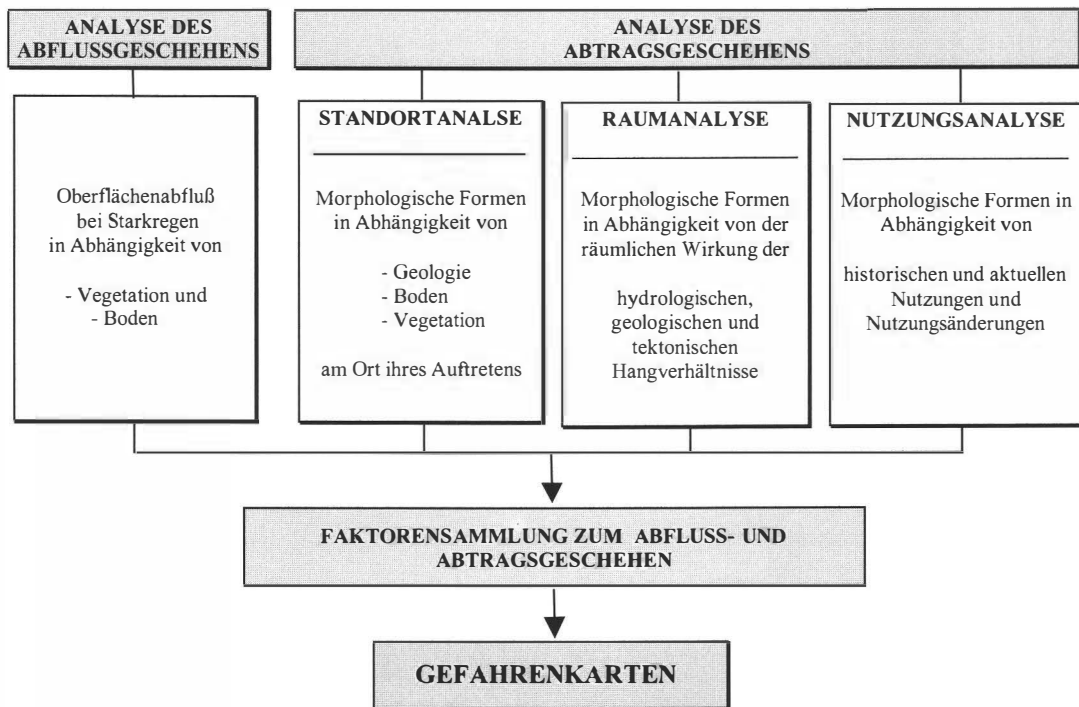 ANALYSE DES
ABFLUSSGESCHEHENS
ANALYSE DES
ABTRAGSGESCHEHENS
Oberflächenabfluß
bei Starkregen
in Abhängigkeit von
- Vegetation und
- Boden
STANDORTANALSE
Morphologische Formen
in Abhängigkeit von
- Geologie
- Boden
- Vegetation
am Ort ihres Auftretens
RAUMANALYSE
Morphologische Formen
in Abhängigkeit von der
räumlichen Wirkung der
hydrologischen,
geologischen und
tektonischen
Hangverhältnisse
NUTZUNGSANALYSE
Morphologische Formen in
Abhängigkeit von
historischen und aktuellen
Nutzungen und
Nutzungsänderungen
FAKTORENSAMMLUNG ZUM ABFLUSS- UND
ABTRAGSGESCHEHEN
GEFAHRENKARTEN